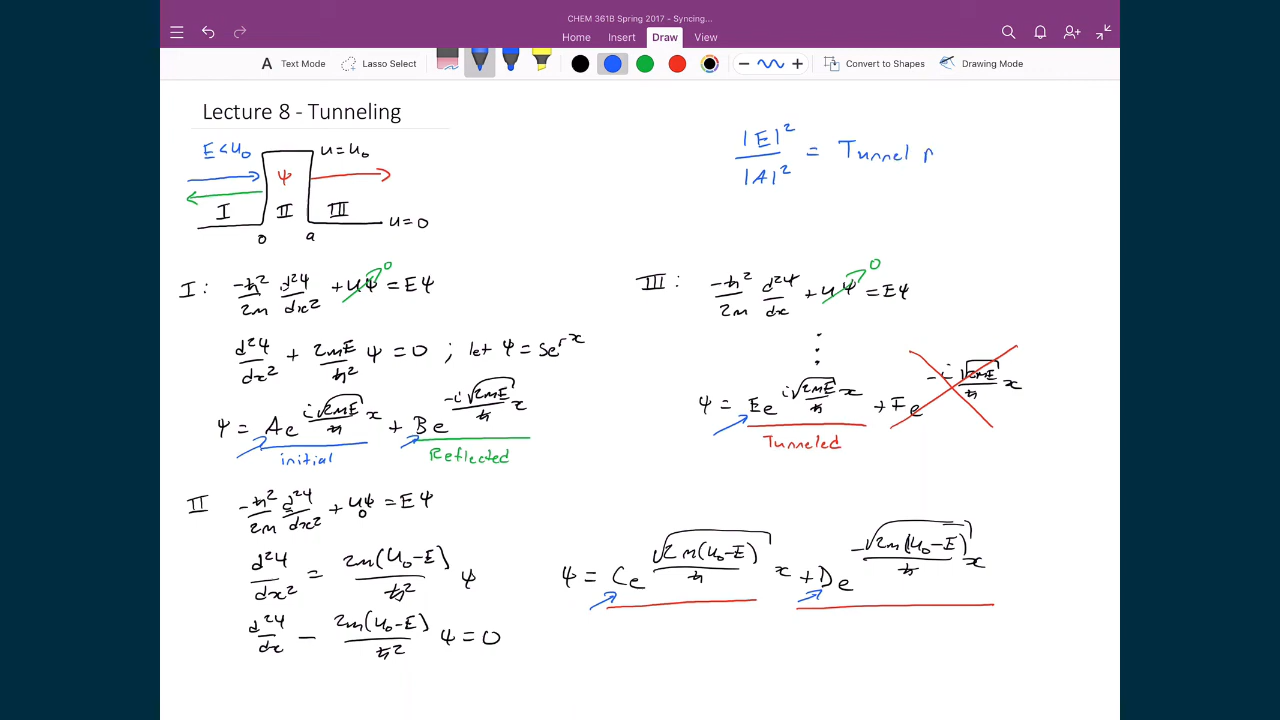 CHEM 361B Spring 2017 - Syncing...
Home Insert Draw View
Text Mode Lasso Select Convert to Shapes Drawing Mode
Lecture 8 - Tunneling
E < U₀ U = U₀
ψ
I II III U = 0
0 a
|E|²/|A|² = Tunnel r
I: -ħ²/2m d²ψ/dx² + Uψ → 0 = Eψ
d²ψ/dx² + 2mE/ħ² ψ = 0 ; let ψ = Se^(rx)
ψ = Ae^(i√(2mE)/ħ x) + Be^(-i√(2mE)/ħ x)
initial Reflected
II -ħ²/2m d²ψ/dx² + U₀ψ = Eψ
d²ψ/dx² = 2m(U₀-E)/ħ² ψ
d²ψ/dx - 2m(U₀-E)/ħ² ψ = 0
III: -ħ²/2m d²ψ/dx + Uψ → 0 = Eψ
⋮
ψ = Ee^(i√(2mE)/ħ x) + Fe^(-i√(2mE)/ħ x)
Tunneled
ψ = Ce^(√(2m(U₀-E))/ħ x) + De^(-√(2m(U₀-E))/ħ x)